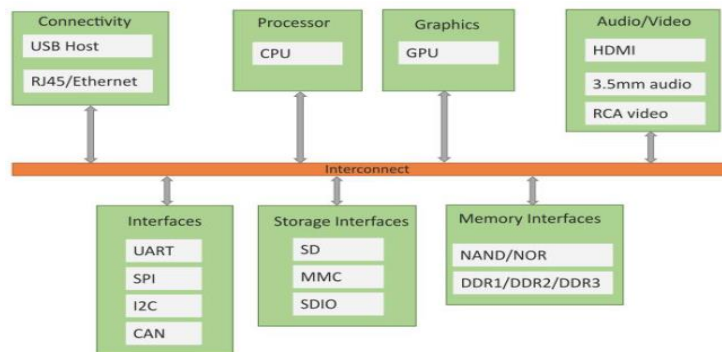 Connectivity
USB Host
RJ45/Ethernet
Processor
CPU
Graphics
GPU
Audio/Video
HDMI
3.5mm audio
RCA video
Interconnect
Interfaces
UART
SPI
I2C
CAN
Storage Interfaces
SD
MMC
SDIO
Memory Interfaces
NAND/NOR
DDR1/DDR2/DDR3